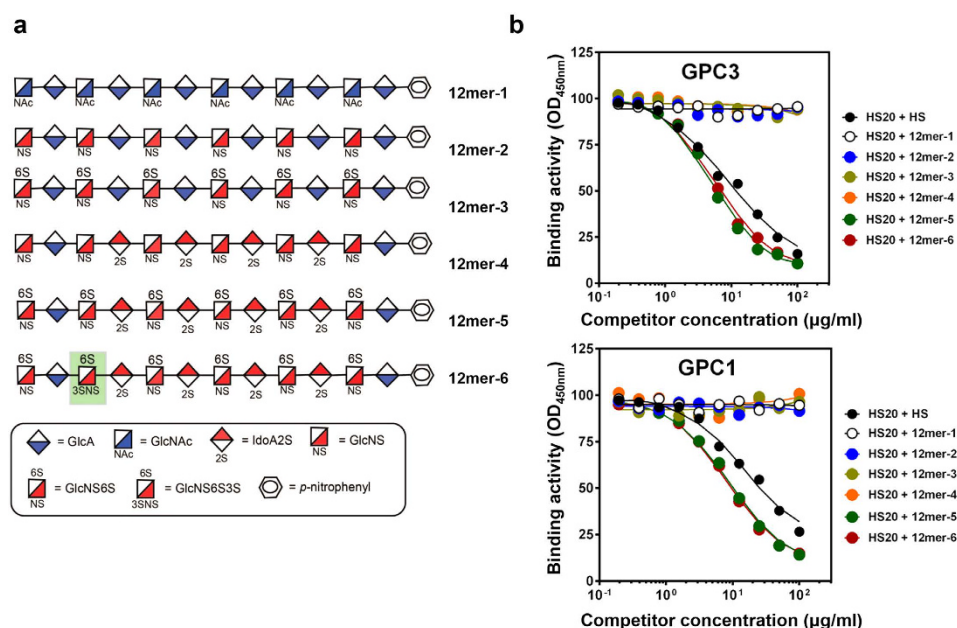 a
12mer-1
NAc NAc NAc NAc NAc NAc
12mer-2
NS NS NS NS NS NS
6S 6S 6S 6S 6S 6S
12mer-3
NS NS NS NS NS NS
12mer-4
NS NS 2S NS 2S NS 2S NS 2S NS
6S 6S 6S 6S 6S 6S
12mer-5
NS NS 2S NS 2S NS 2S NS 2S NS
6S 6S 6S 6S 6S 6S
12mer-6
NS 3SNS 2S NS 2S NS 2S NS 2S NS
= GlcA
= GlcNAc
NAc
= IdoA2S
2S
= GlcNS
NS
6S
= GlcNS6S
NS
6S
= GlcNS6S3S
3SNS
= p-nitrophenyl
b
GPC3
Binding activity (OD450nm)
125
100
75
50
25
0
10-1 100 101 102 103
Competitor concentration (µg/ml)
HS20 + HS
HS20 + 12mer-1
HS20 + 12mer-2
HS20 + 12mer-3
HS20 + 12mer-4
HS20 + 12mer-5
HS20 + 12mer-6
GPC1
Binding activity (OD450nm)
125
100
75
50
25
0
10-1 100 101 102 103
Competitor concentration (µg/ml)
HS20 + HS
HS20 + 12mer-1
HS20 + 12mer-2
HS20 + 12mer-3
HS20 + 12mer-4
HS20 + 12mer-5
HS20 + 12mer-6